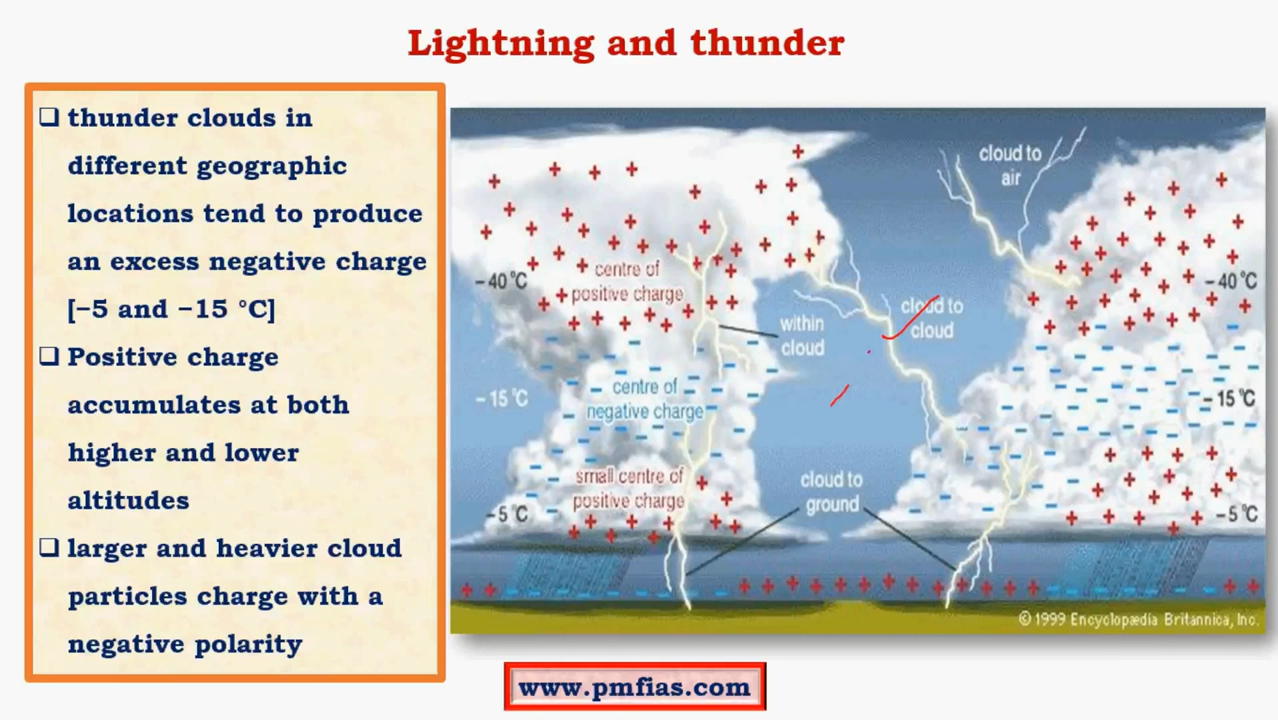 Lightning and thunder
❑ thunder clouds in
different geographic
locations tend to produce
an excess negative charge
[−5 and −15 °C]
❑ Positive charge
accumulates at both
higher and lower
altitudes
❑ larger and heavier cloud
particles charge with a
negative polarity
cloud to
air
centre of
positive charge
−40 °C
−40 °C
within
cloud
cloud to
cloud
centre of
negative charge
−15 °C
−15 °C
small centre of
positive charge
cloud to
ground
−5 °C
−5 °C
© 1999 Encyclopædia Britannica, Inc.
www.pmfias.com